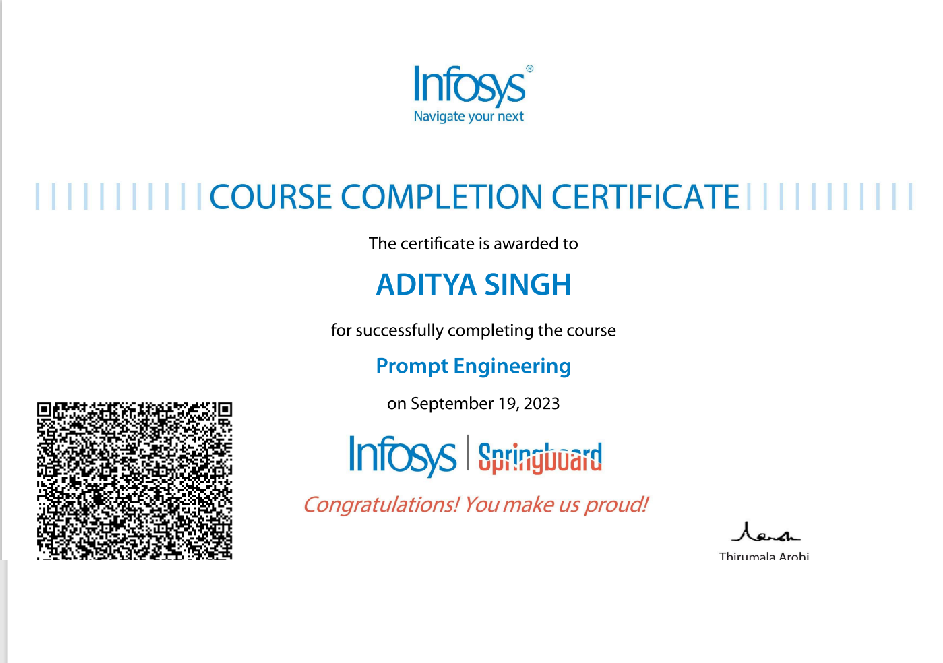 Infosys®
Navigate your next
COURSE COMPLETION CERTIFICATE
The certificate is awarded to
ADITYA SINGH
for successfully completing the course
Prompt Engineering
on September 19, 2023
Infosys | Springboard
Congratulations! You make us proud!
Thirumala Arohi